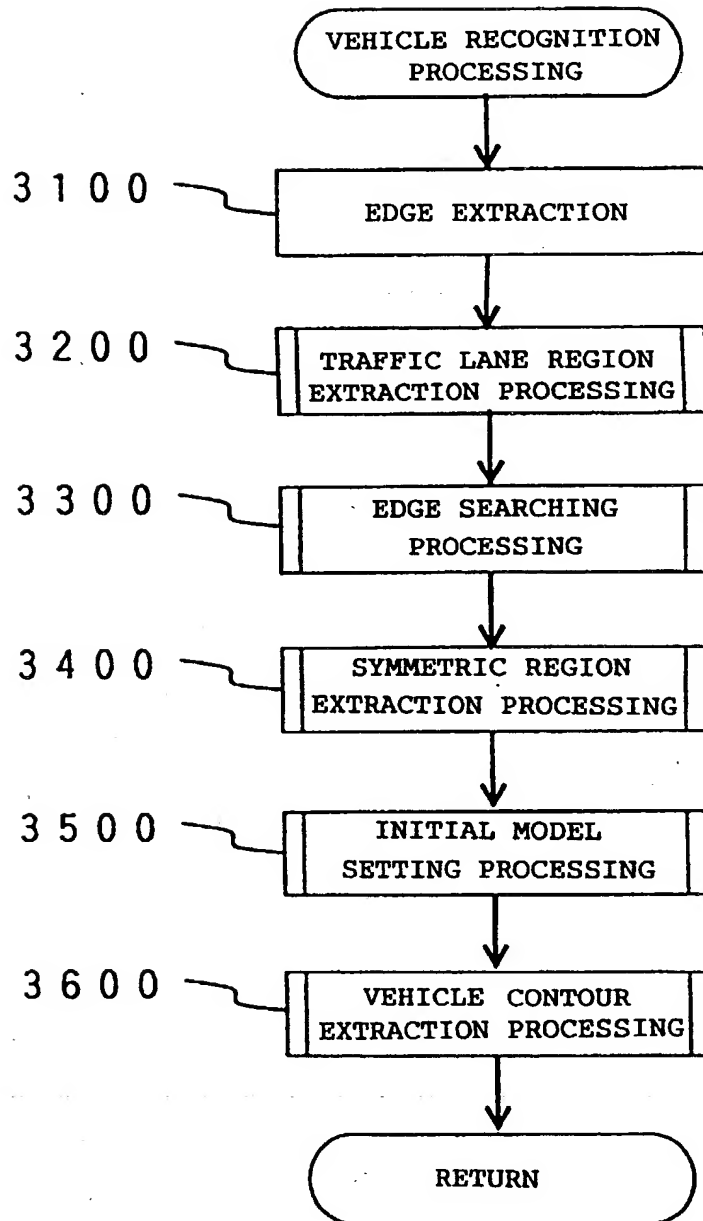 VEHICLE RECOGNITION
PROCESSING
3100
EDGE EXTRACTION
3200
TRAFFIC LANE REGION
EXTRACTION PROCESSING
3300
EDGE SEARCHING
PROCESSING
3400
SYMMETRIC REGION
EXTRACTION PROCESSING
3500
INITIAL MODEL
SETTING PROCESSING
3600
VEHICLE CONTOUR
EXTRACTION PROCESSING
RETURN